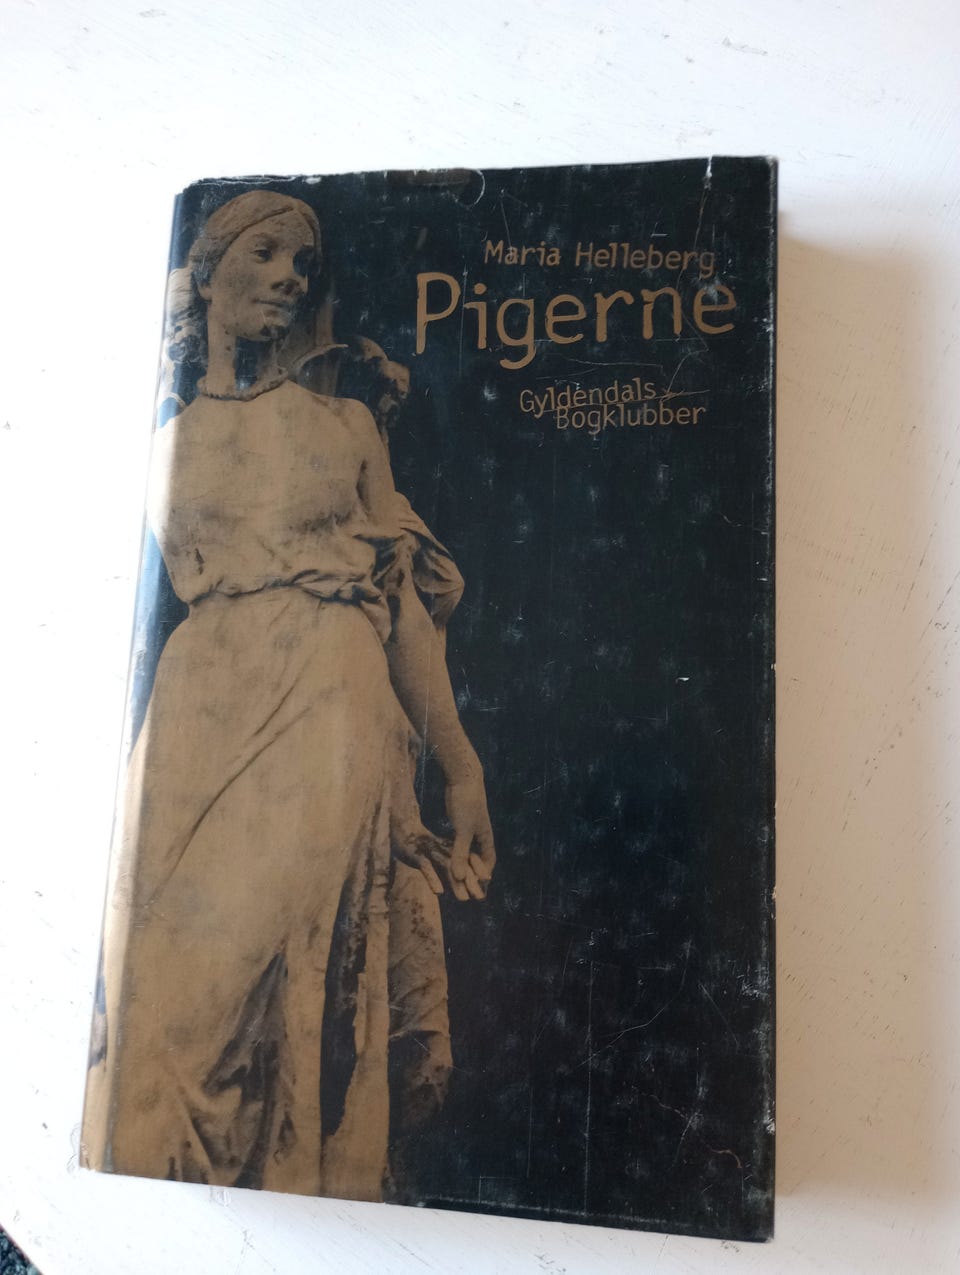 Maria Helleberg
Pigerne
Gyldendals
Bogklubber